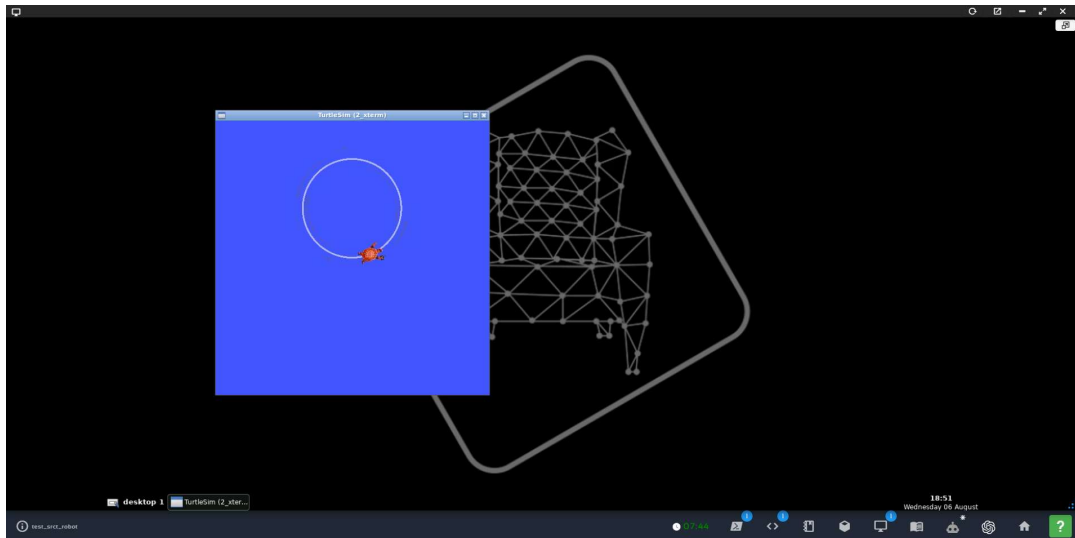 TurtleSim (2_xterm)
desktop 1
TurtleSim (2_xter...
18:51
Wednesday 06 August
test_srct_robot
07:44
?